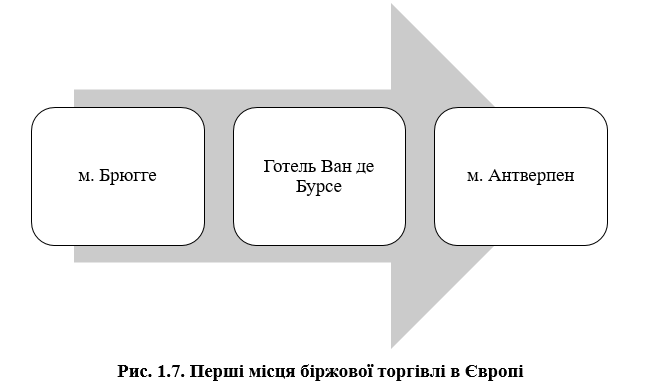 м. Брюгге
Готель Ван де
Бурсе
м. Антверпен
Рис. 1.7. Перші місця біржової торгівлі в Європі